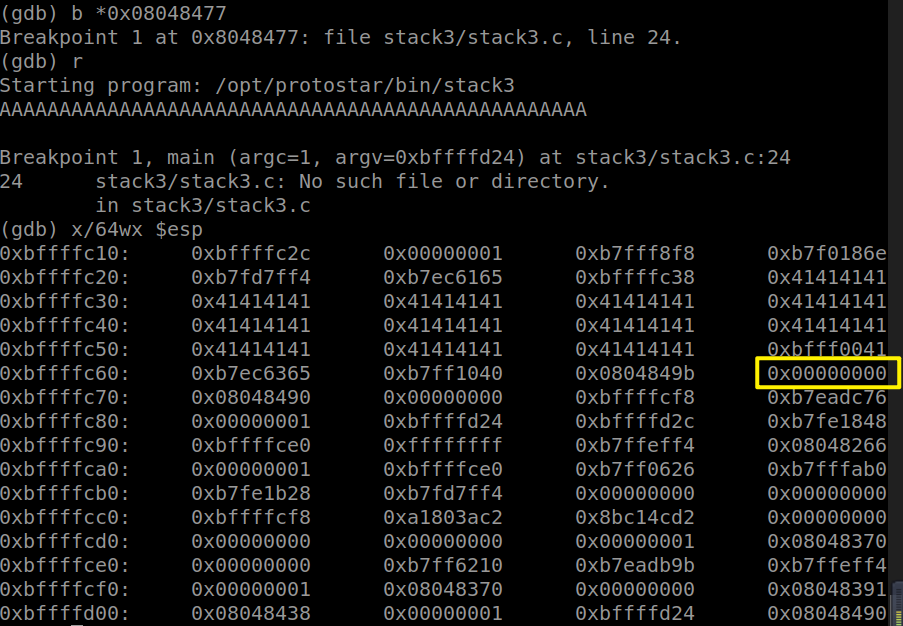 (gdb) b *0x08048477
Breakpoint 1 at 0x8048477: file stack3/stack3.c, line 24.
(gdb) r
Starting program: /opt/protostar/bin/stack3
AAAAAAAAAAAAAAAAAAAAAAAAAAAAAAAAAAAAAAAAAAAAAAAAA
Breakpoint 1, main (argc=1, argv=0xbffffd24) at stack3/stack3.c:24
24      stack3/stack3.c: No such file or directory.
        in stack3/stack3.c
(gdb) x/64wx $esp
0xbffffc10:     0xbffffc2c      0x00000001      0xb7fff8f8      0xb7f0186e
0xbffffc20:     0xb7fd7ff4      0xb7ec6165      0xbffffc38      0x41414141
0xbffffc30:     0x41414141      0x41414141      0x41414141      0x41414141
0xbffffc40:     0x41414141      0x41414141      0x41414141      0x41414141
0xbffffc50:     0x41414141      0x41414141      0x41414141      0xbfff0041
0xbffffc60:     0xb7ec6365      0xb7ff1040      0x0804849b      0x00000000
0xbffffc70:     0x08048490      0x00000000      0xbffffcf8      0xb7eadc76
0xbffffc80:     0x00000001      0xbffffd24      0xbffffd2c      0xb7fe1848
0xbffffc90:     0xbffffce0      0xffffffff      0xb7ffeff4      0x08048266
0xbffffca0:     0x00000001      0xbffffce0      0xb7ff0626      0xb7fffab0
0xbffffcb0:     0xb7fe1b28      0xb7fd7ff4      0x00000000      0x00000000
0xbffffcc0:     0xbffffcf8      0xa1803ac2      0x8bc14cd2      0x00000000
0xbffffcd0:     0x00000000      0x00000000      0x00000001      0x08048370
0xbffffce0:     0x00000000      0xb7ff6210      0xb7eadb9b      0xb7ffeff4
0xbffffcf0:     0x00000001      0x08048370      0x00000000      0x08048391
0xbffffd00:     0x08048438      0x00000001      0xbffffd24      0x08048490